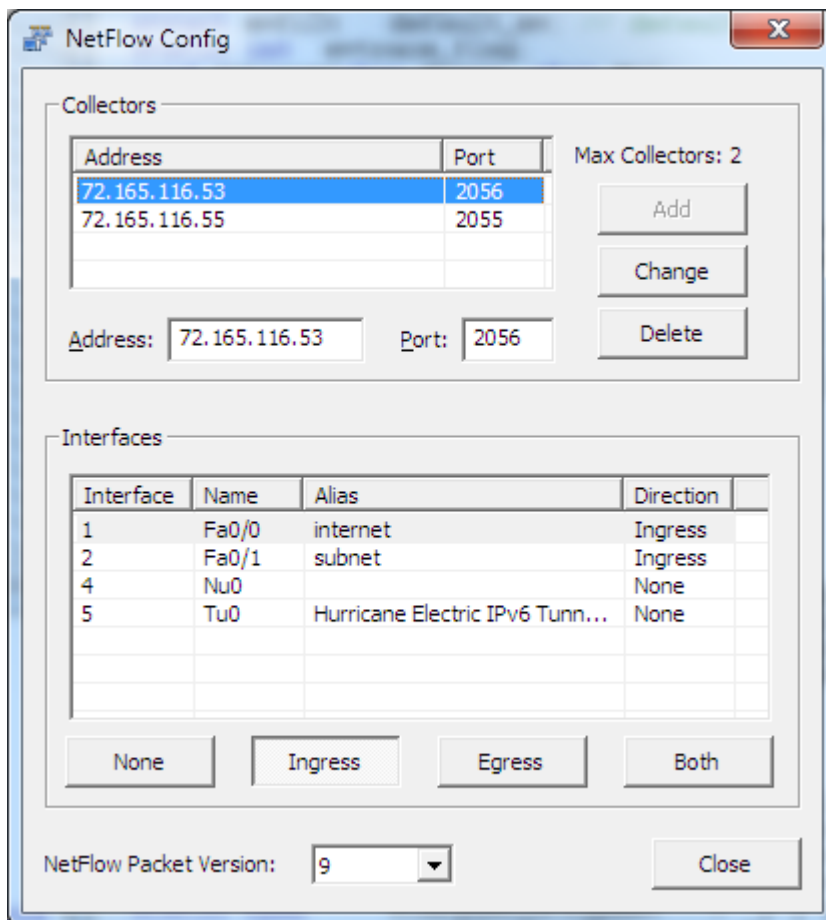 NetFlow Config
Collectors
Address Port
72.165.116.53 2056
72.165.116.55 2055
Max Collectors: 2
Add
Change
Delete
Address: 72.165.116.53 Port: 2056
Interfaces
Interface Name Alias Direction
1 Fa0/0 internet Ingress
2 Fa0/1 subnet Ingress
4 Nu0 None
5 Tu0 Hurricane Electric IPv6 Tunn... None
None Ingress Egress Both
NetFlow Packet Version: 9 Close